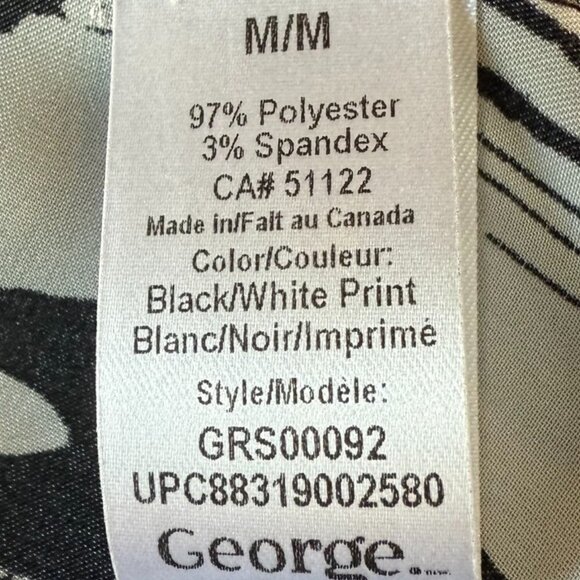 M/M
97% Polyester
3% Spandex
CA# 51122
Made in/Fait au Canada
Color/Couleur:
Black/White Print
Blanc/Noir/Imprimé
Style/Modèle:
GRS00092
UPC88319002580
George